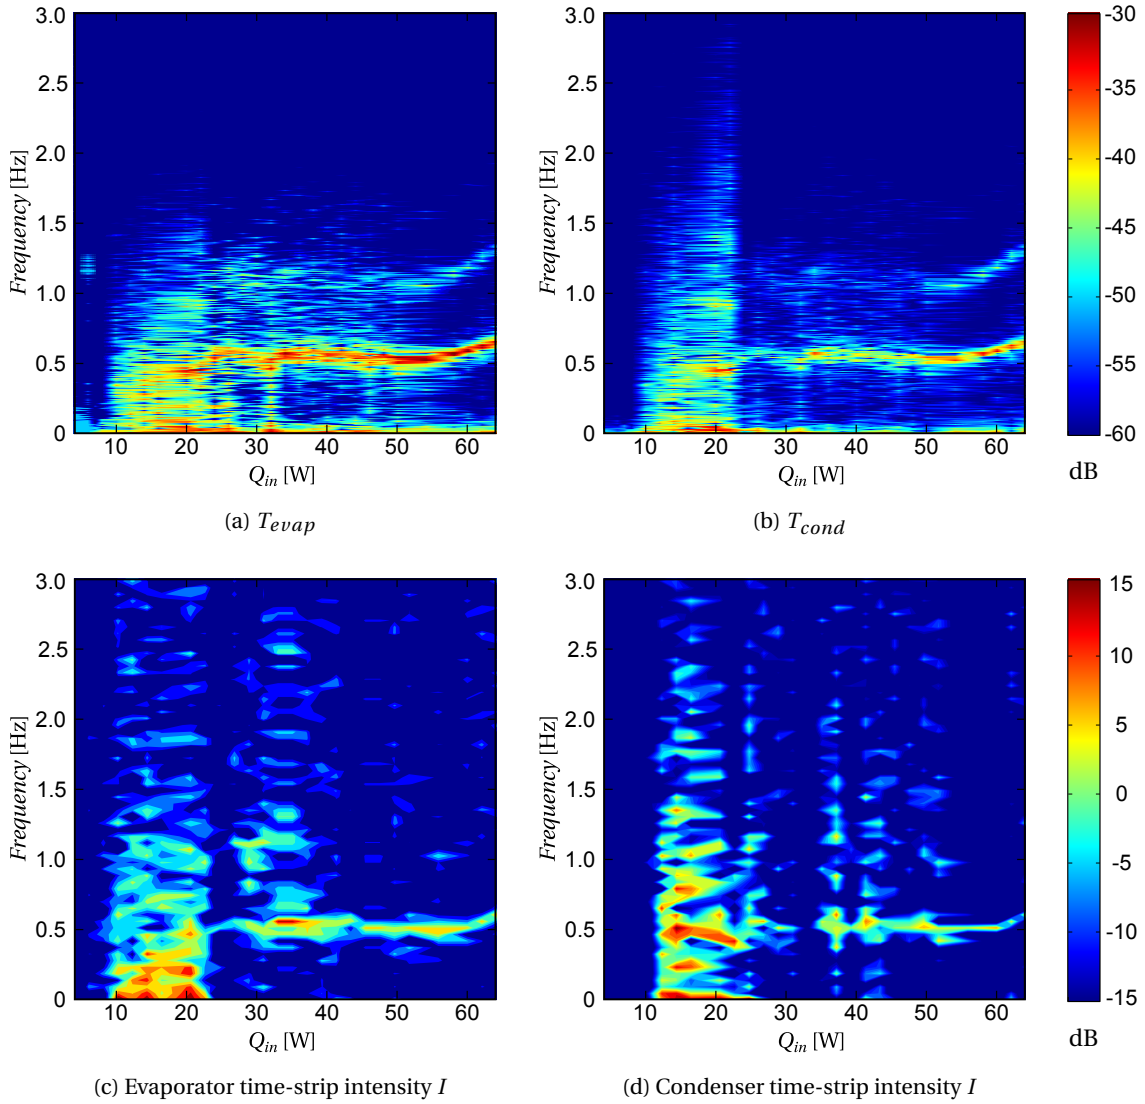 3.0
2.5
2.0
1.5
1.0
0.5
0
Frequency [Hz]
10 20 30 40 50 60
Q_in [W]
(a) T_evap
3.0
2.5
2.0
1.5
1.0
0.5
0
Frequency [Hz]
10 20 30 40 50 60
Q_in [W]
(b) T_cond
-30
-35
-40
-45
-50
-55
-60
dB
3.0
2.5
2.0
1.5
1.0
0.5
0
Frequency [Hz]
10 20 30 40 50 60
Q_in [W]
(c) Evaporator time-strip intensity I
3.0
2.5
2.0
1.5
1.0
0.5
0
Frequency [Hz]
10 20 30 40 50 60
Q_in [W]
(d) Condenser time-strip intensity I
15
10
5
0
-5
-10
-15
dB